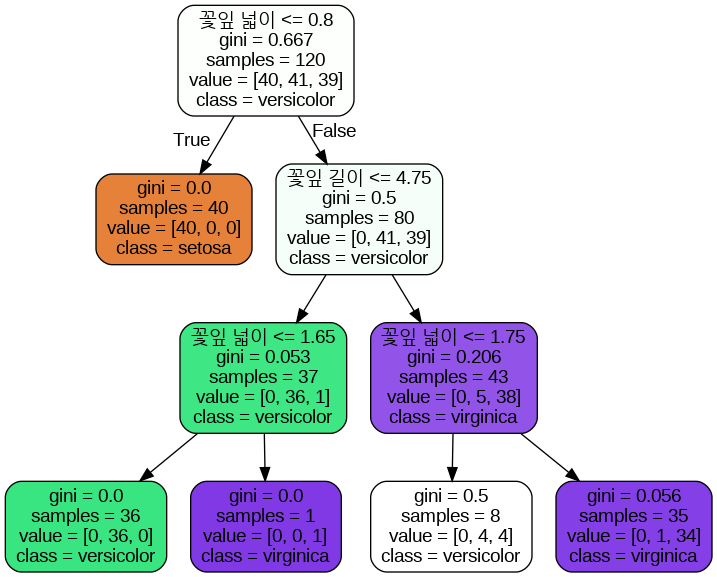 꽃잎 넓이 <= 0.8
gini = 0.667
samples = 120
value = [40, 41, 39]
class = versicolor
True
False
gini = 0.0
samples = 40
value = [40, 0, 0]
class = setosa
꽃잎 길이 <= 4.75
gini = 0.5
samples = 80
value = [0, 41, 39]
class = versicolor
꽃잎 넓이 <= 1.65
gini = 0.053
samples = 37
value = [0, 36, 1]
class = versicolor
꽃잎 넓이 <= 1.75
gini = 0.206
samples = 43
value = [0, 5, 38]
class = virginica
gini = 0.0
samples = 36
value = [0, 36, 0]
class = versicolor
gini = 0.0
samples = 1
value = [0, 0, 1]
class = virginica
gini = 0.5
samples = 8
value = [0, 4, 4]
class = versicolor
gini = 0.056
samples = 35
value = [0, 1, 34]
class = virginica